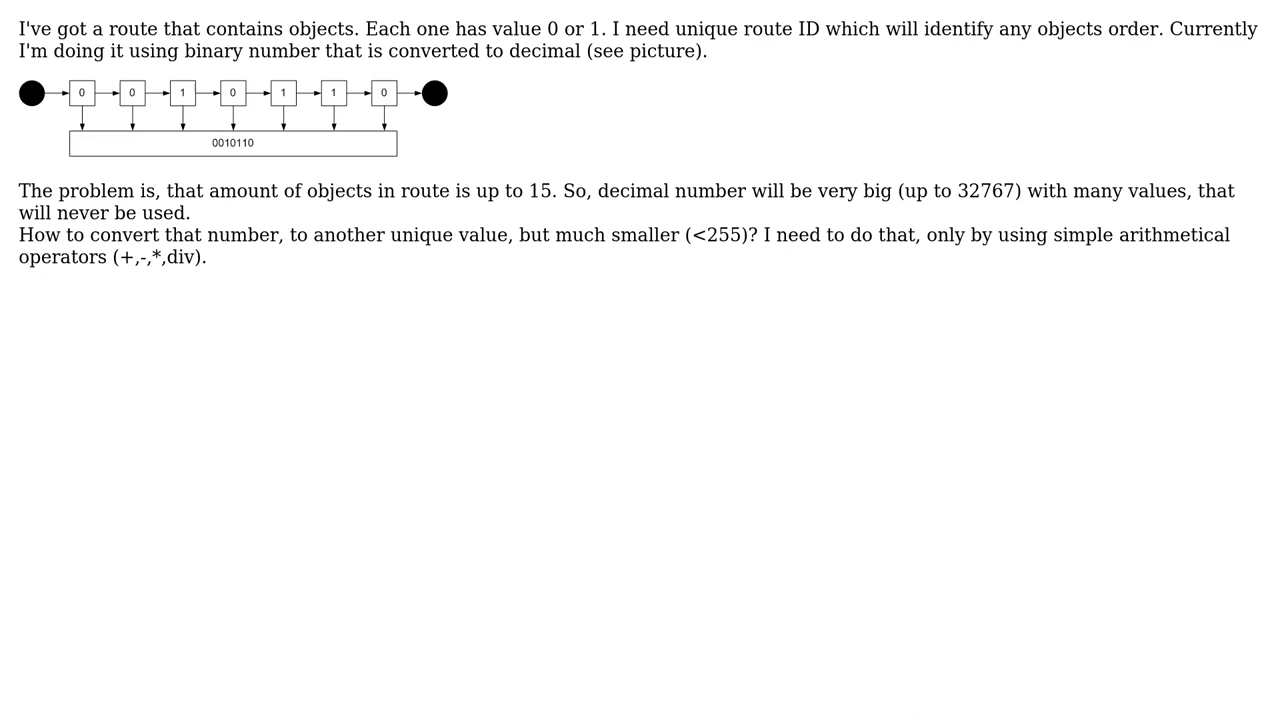 I've got a route that contains objects. Each one has value 0 or 1. I need unique route ID which will identify any objects order. Currently
I'm doing it using binary number that is converted to decimal (see picture).
0 0 1 0 1 1 0
0010110
The problem is, that amount of objects in route is up to 15. So, decimal number will be very big (up to 32767) with many values, that
will never be used.
How to convert that number, to another unique value, but much smaller (<255)? I need to do that, only by using simple arithmetical
operators (+,-,*,div).